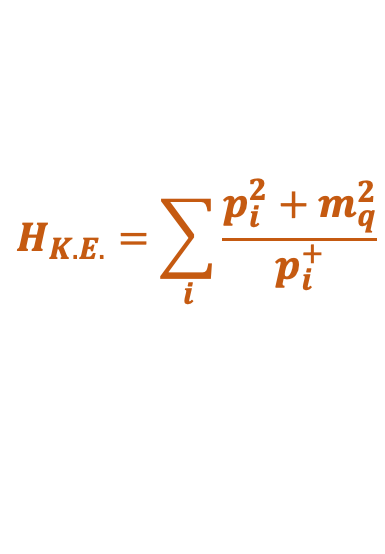 $H_{K.E.} = \sum_i \frac{p_i^2 + m_q^2}{p_i^+}$